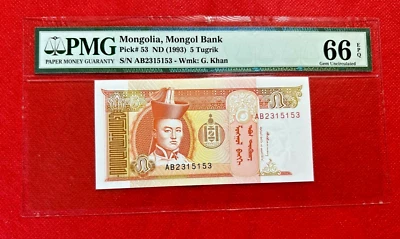 PMG
PAPER MONEY GUARANTY
Mongolia, Mongol Bank
Pick# 53 ND (1993) 5 Tugrik
S/N AB2315153 - Wmk: G. Khan
66 EPQ
Gem Uncirculated
AB2315153
AB2315153